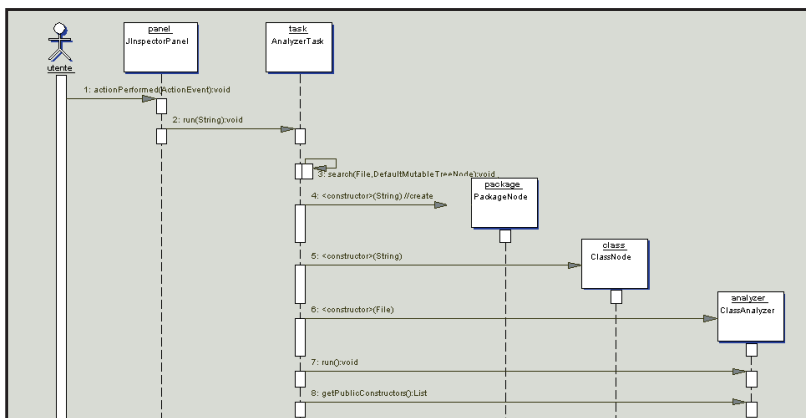 panel
JInspectorPanel
task
AnalyzerTask
utente
1: actionPerformed(ActionEvent):void
2: run(String):void
3: search(File,DefaultMutableTreeNode):void
4: <constructor>(String) //create
package
PackageNode
5: <constructor>(String)
class
ClassNode
6: <constructor>(File)
analyzer
ClassAnalyzer
7: run():void
8: getPublicConstructors():List